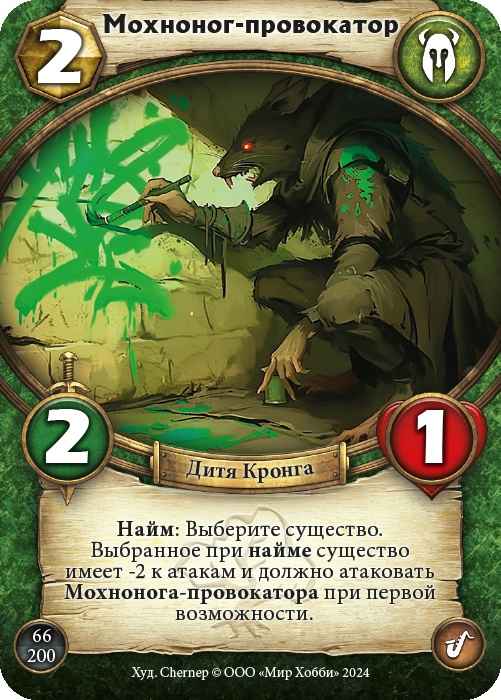 Мохноног-провокатор
2
2
1
Дитя Кронга
Найм: Выберите существо.
Выбранное при найме существо
имеет -2 к атакам и должно атаковать
Мохнонога-провокатора при первой
возможности.
66
200
Худ. Chernep © ООО «Мир Хобби» 2024